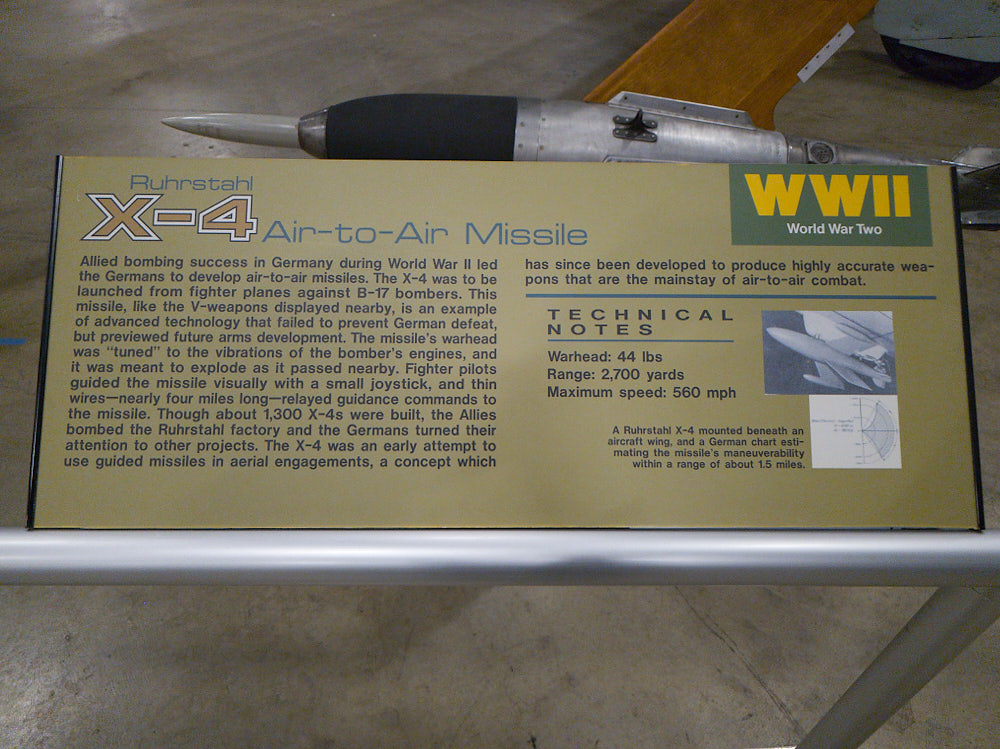 Ruhrstahl
X-4 Air-to-Air Missile
WWII
World War Two
Allied bombing success in Germany during World War II led
the Germans to develop air-to-air missiles. The X-4 was to be
launched from fighter planes against B-17 bombers. This
missile, like the V-weapons displayed nearby, is an example
of advanced technology that failed to prevent German defeat,
but previewed future arms development. The missile's warhead
was "tuned" to the vibrations of the bomber's engines, and
it was meant to explode as it passed nearby. Fighter pilots
guided the missile visually with a small joystick, and thin
wires—nearly four miles long—relayed guidance commands to
the missile. Though about 1,300 X-4s were built, the Allies
bombed the Ruhrstahl factory and the Germans turned their
attention to other projects. The X-4 was an early attempt to
use guided missiles in aerial engagements, a concept which
has since been developed to produce highly accurate wea-
pons that are the mainstay of air-to-air combat.
TECHNICAL
NOTES
Warhead: 44 lbs
Range: 2,700 yards
Maximum speed: 560 mph
A Ruhrstahl X-4 mounted beneath an
aircraft wing, and a German chart esti-
mating the missile's maneuverability
within a range of about 1.5 miles.